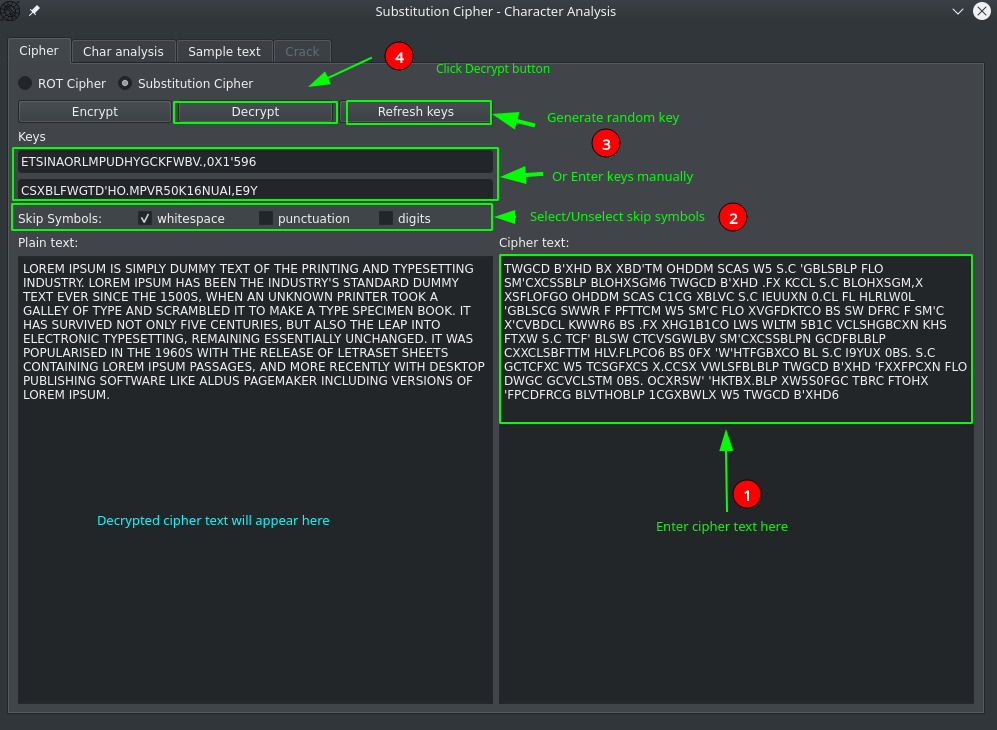 Substitution Cipher - Character Analysis
Cipher
Char analysis
Sample text
Crack
4
Click Decrypt button
ROT Cipher
Substitution Cipher
Encrypt
Decrypt
Refresh keys
Generate random key
3
Keys
ETSINAORLMPUDHYGCKFWBV.,0X1'596
CSXBLFWGTD'HO.MPVR50K16NUAI,E9Y
Or Enter keys manually
Skip Symbols:
whitespace
punctuation
digits
Select/Unselect skip symbols
2
Plain text:
LOREM IPSUM IS SIMPLY DUMMY TEXT OF THE PRINTING AND TYPESETTING
INDUSTRY. LOREM IPSUM HAS BEEN THE INDUSTRY'S STANDARD DUMMY
TEXT EVER SINCE THE 1500S, WHEN AN UNKNOWN PRINTER TOOK A
GALLEY OF TYPE AND SCRAMBLED IT TO MAKE A TYPE SPECIMEN BOOK. IT
HAS SURVIVED NOT ONLY FIVE CENTURIES, BUT ALSO THE LEAP INTO
ELECTRONIC TYPESETTING, REMAINING ESSENTIALLY UNCHANGED. IT WAS
POPULARISED IN THE 1960S WITH THE RELEASE OF LETRASET SHEETS
CONTAINING LOREM IPSUM PASSAGES, AND MORE RECENTLY WITH DESKTOP
PUBLISHING SOFTWARE LIKE ALDUS PAGEMAKER INCLUDING VERSIONS OF
LOREM IPSUM.
Decrypted cipher text will appear here
Cipher text:
TWGCD B'XHD BX XBD'TM OHDDM SCAS W5 S.C 'GBLSBLP FLO
SM'CXCSSBLP BLOHXSGM6 TWGCD B'XHD .FX KCCL S.C BLOHXSGM,X
XSFLOFGO OHDDM SCAS C1CG XBLVC S.C IEUUXN 0.CL FL HLRLW0L
'GBLSCG SWWR F PFTTCM W5 SM'C FLO XVGFDKTCO BS SW DFRC F SM'C
X'CVBDCL KWWR6 BS .FX XHG1B1CO LWS WLTM 5B1C VCLSHGBCXN KHS
FTXW S.C TCF' BLSW CTCVSGWLBV SM'CXCSSBLPN GCDFBLBLP
CXXCLSBFTTM HLV.FLPCO6 BS 0FX 'W'HTFGBXCO BL S.C I9YUX 0BS. S.C
GCTCFXC W5 TCSGFXCS X.CCSX VWLSFBLBLP TWGCD B'XHD 'FXXFPCXN FLO
DWGC GCVCLSTM 0BS. OCXRSW' 'HKTBX.BLP XW5S0FGC TBRC FTOHX
'FPCDFRCG BLVTHOBLP 1CGXBWLX W5 TWGCD B'XHD6
1
Enter cipher text here